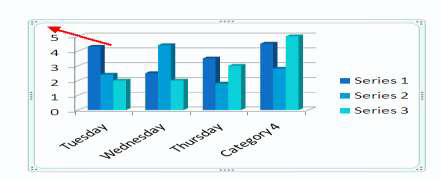 5
4
3
2
1
0
Tuesday
Wednesday
Thursday
Category 4
Series 1
Series 2
Series 3